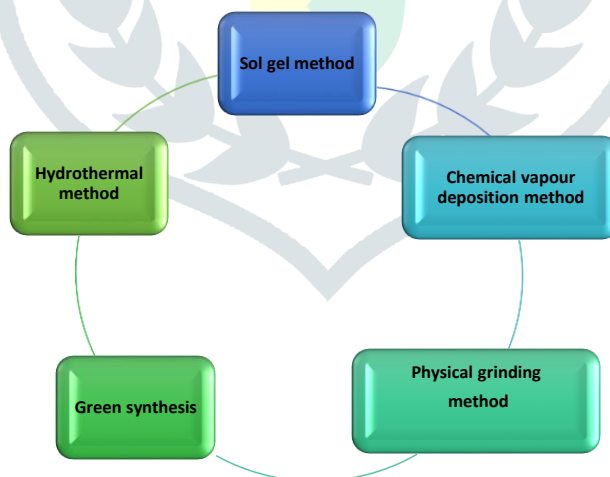 Sol gel method
Hydrothermal
method
Chemical vapour
deposition method
Physical grinding
method
Green synthesis